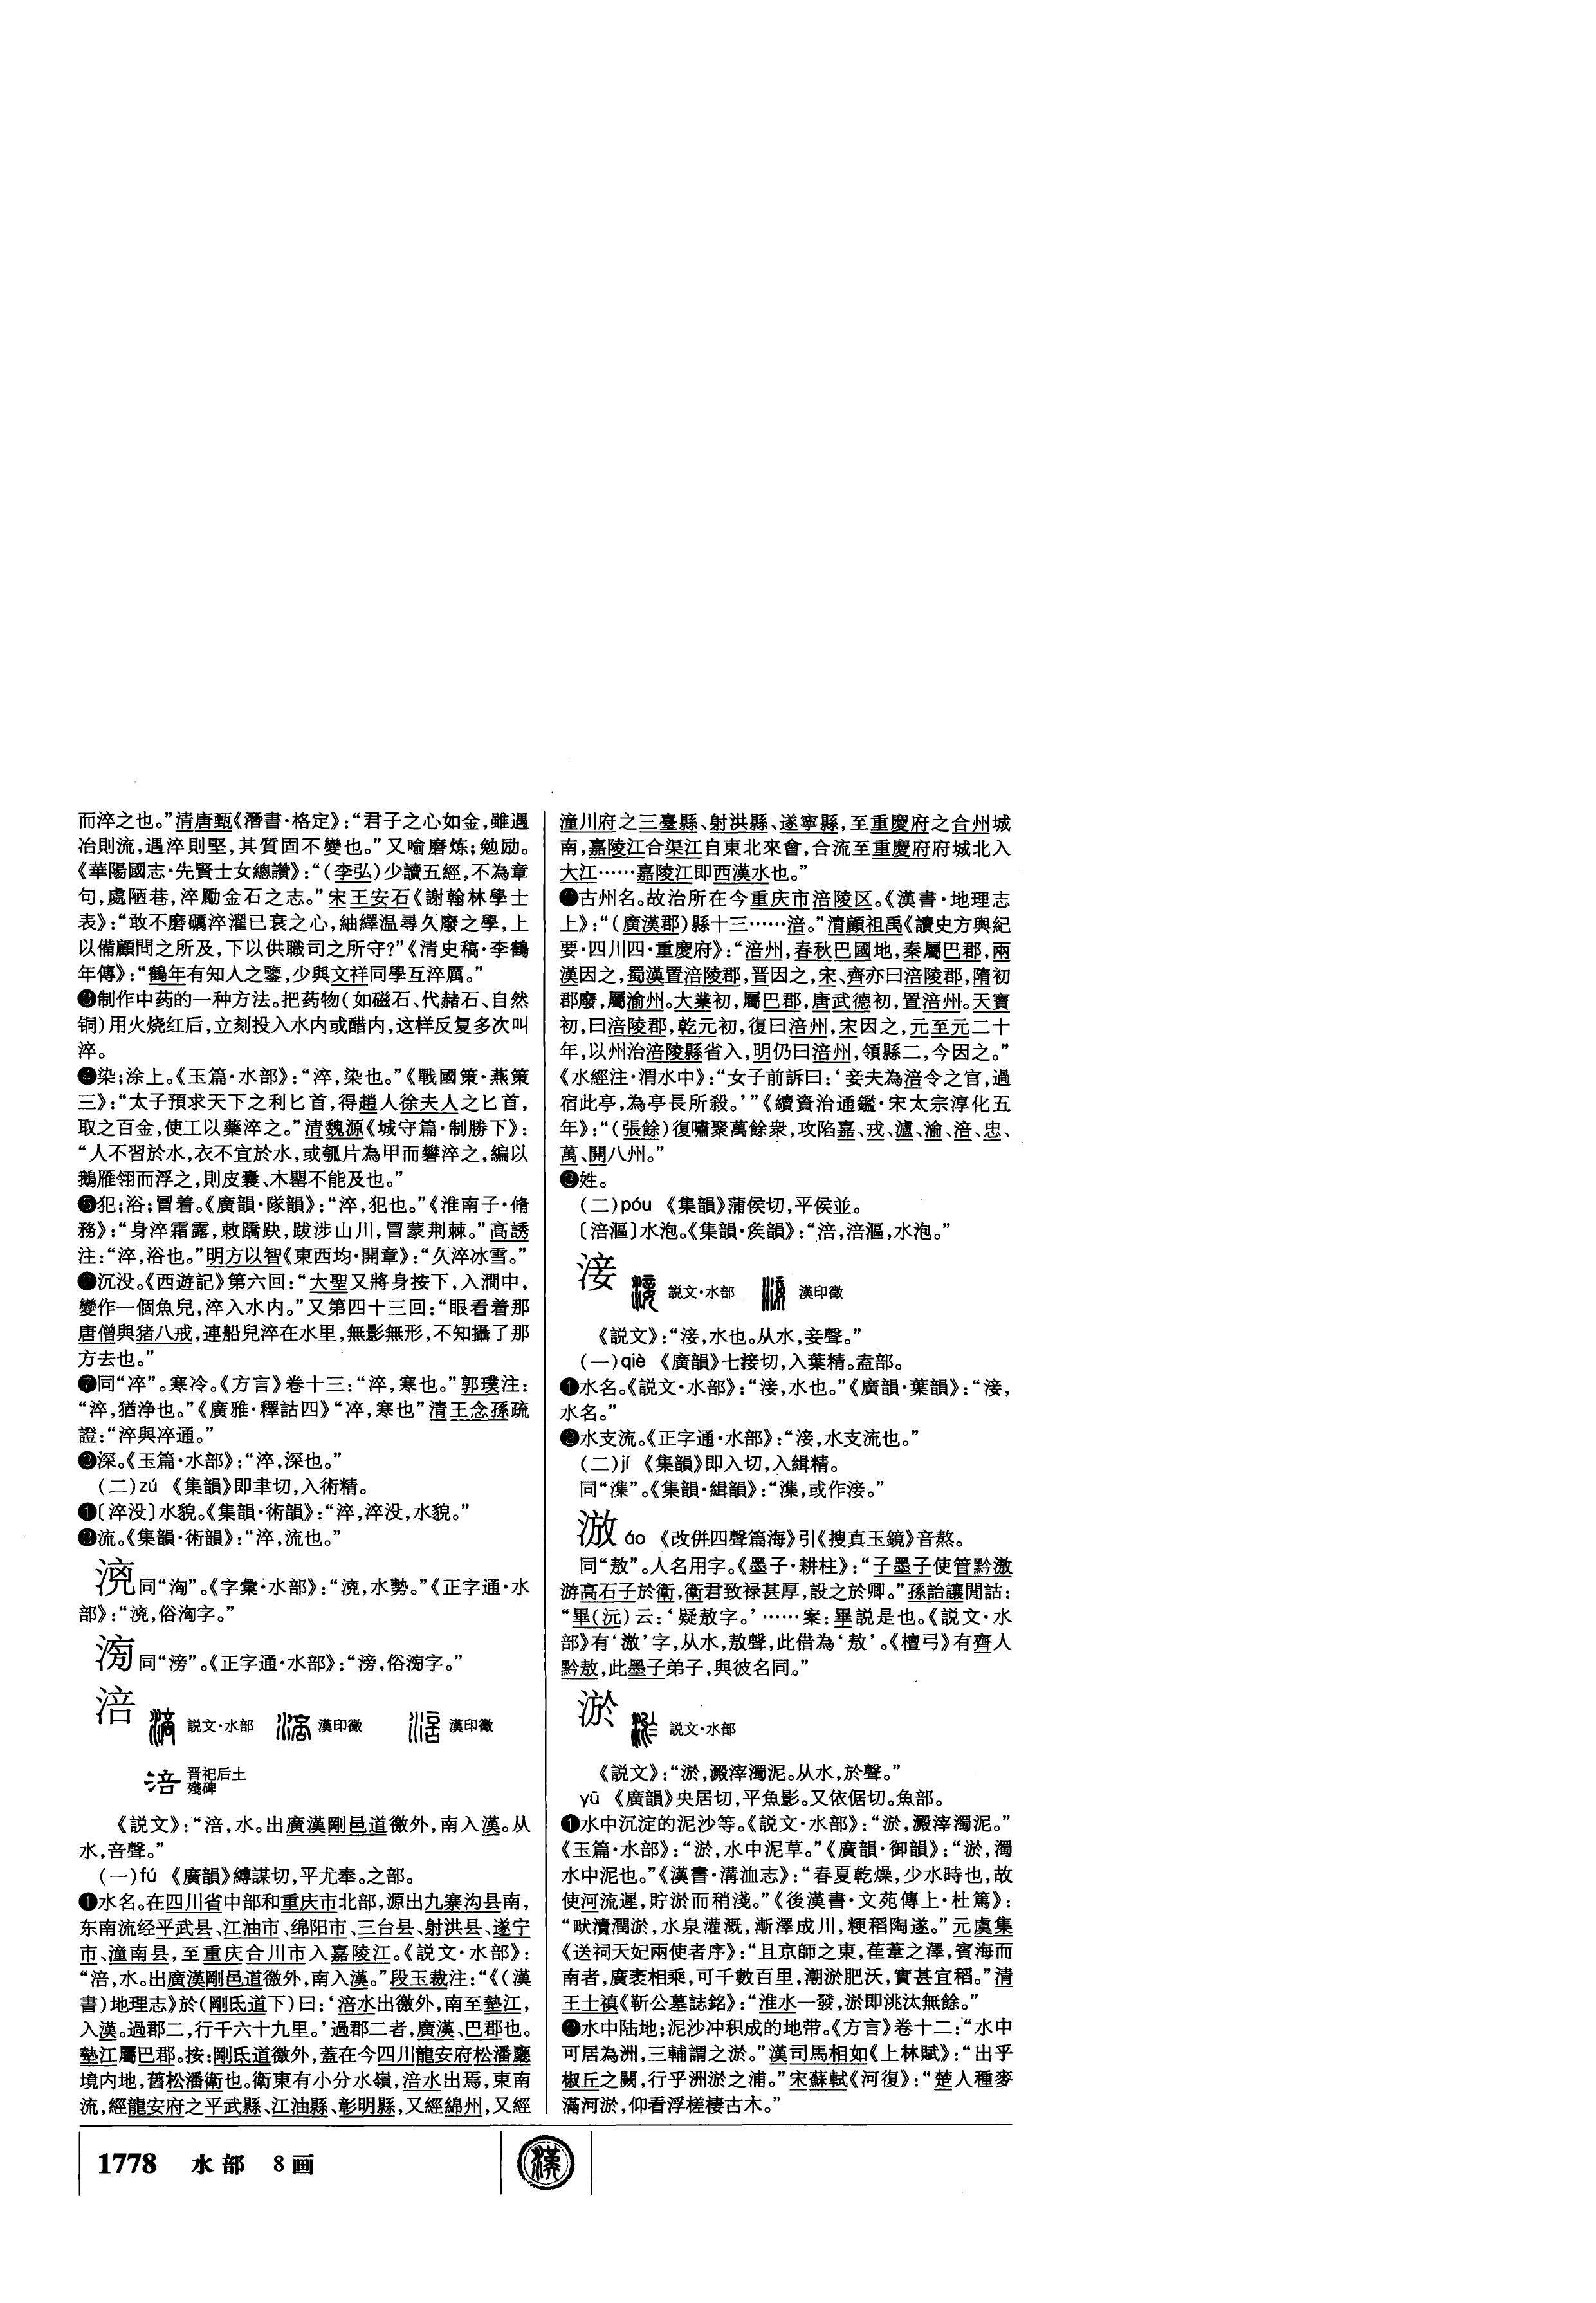 而淬之也。”清唐甄《潛書·格定》：“君子之心如金，雖遇
冶則流，遇淬則堅，其質固不變也。”又喻磨炼；勉励。
《華陽國志·先賢士女總讚》：“（李弘）少讀五經，不為章
句，處陋巷，淬勵金石之志。”宋王安石《謝翰林學士
表》：“敢不磨礪淬濯已衰之心，紬繹温尋久廢之學，上
以備顧問之所及，下以供職司之所守？”《清史稿·李鶴
年傳》：“鶴年有知人之鑒，少與文祥同學互淬厲。”
❸制作中药的一种方法。把药物（如磁石、代赭石、自然
铜）用火烧红后，立刻投入水内或醋内，这样反复多次叫
淬。
❹染；涂上。《玉篇·水部》：“淬，染也。”《戰國策·燕策
三》：“太子預求天下之利匕首，得趙人徐夫人之匕首，
取之百金，使工以藥淬之。”清魏源《城守篇·制勝下》：
“人不習於水，衣不宜於水，或瓠片為甲而礬淬之，編以
鵝雁翎而浮之，則皮囊、木罌不能及也。”
❺犯；浴；冒着。《廣韻·隊韻》：“淬，犯也。”《淮南子·脩
務》：“身淬霜露，敕蹻趹，跋涉山川，冒蒙荆棘。”高誘
注：“淬，浴也。”明方以智《東西均·開章》：“久淬冰雪。”
❻沉没。《西遊記》第六回：“大聖又將身按下，入澗中，
變作一個魚兒，淬入水内。”又第四十三回：“眼看着那
唐僧與猪八戒，連船兒淬在水里，無影無形，不知攝了那
方去也。”
❼同“淬”。寒冷。《方言》卷十三：“淬，寒也。”郭璞注：
“淬，猶浄也。”《廣雅·釋詁四》“淬，寒也”清王念孫疏
證：“淬與淬通。”
❽深。《玉篇·水部》：“淬，深也。”
（二）zú 《集韻》即聿切，入術精。
❶〔淬没〕水貌。《集韻·術韻》：“淬，淬没，水貌。”
❷流。《集韻·術韻》：“淬，流也。”
同“淘”。《字彙·水部》：“，水勢。”《正字通·水
部》：“，俗淘字。”
同“滂”。《正字通·水部》：“滂，俗字。”
涪 説文·水部 漢印徵 漢印徵
涪 晋祀后土
殘碑
《説文》：“涪，水。出廣漢剛邑道徼外，南入漢。从
水，咅聲。”
（一）fú 《廣韻》縛謀切，平尤奉。之部。
❶水名。在四川省中部和重庆市北部，源出九寨沟县南，
东南流经平武县、江油市、绵阳市、三台县、射洪县、遂宁
市、潼南县，至重庆合川市入嘉陵江。《説文·水部》：
“涪，水。出廣漢剛邑道徼外，南入漢。”段玉裁注：“《（漢
書）地理志》於（剛氐道下）曰：‘涪水出徼外，南至墊江，
入漢。過郡二，行千六十九里。’過郡二者，廣漢、巴郡也。
墊江屬巴郡。按：剛氐道徼外，蓋在今四川龍安府松潘廳
境内地，舊松潘衛也。衛東有小分水嶺，涪水出焉，東南
流，經龍安府之平武縣、江油縣、彰明縣，又經綿州，又經
潼川府之三臺縣、射洪縣、遂寧縣，至重慶府之合州城
南，嘉陵江合渠江自東北來會，合流至重慶府府城北入
大江……嘉陵江即西漢水也。”
❷古州名。故治所在今重庆市涪陵区。《漢書·地理志
上》：“（廣漢郡）縣十三……涪。”清顧祖禹《讀史方輿紀
要·四川四·重慶府》：“涪州，春秋巴國地，秦屬巴郡，兩
漢因之，蜀漢置涪陵郡，晋因之，宋、齊亦曰涪陵郡，隋初
郡廢，屬渝州。大業初，屬巴郡，唐武德初，置涪州。天寶
初，曰涪陵郡，乾元初，復曰涪州，宋因之，元至元二十
年，以州治涪陵縣省入，明仍曰涪州，領縣二，今因之。”
《水經注·渭水中》：“女子前訴曰：‘妾夫為涪令之官，過
宿此亭，為亭長所殺。’”《續資治通鑑·宋太宗淳化五
年》：“（張餘）復嘯聚萬餘衆，攻陷嘉、戎、瀘、渝、涪、忠、
萬、開八州。”
❸姓。
（二）póu 《集韻》蒲侯切，平侯並。
〔涪漚〕水泡。《集韻·矦韻》：“涪，涪漚，水泡。”
淁 説文·水部 漢印徵
《説文》：“淁，水也。从水，妾聲。”
（一）qiè 《廣韻》七接切，入葉精。盍部。
❶水名。《説文·水部》：“淁，水也。”《廣韻·葉韻》：“淁，
水名。”
❷水支流。《正字通·水部》：“淁，水支流也。”
（二）jí 《集韻》即入切，入緝精。
同“潗”。《集韻·緝韻》：“潗，或作淁。”
áo 《改併四聲篇海》引《搜真玉鏡》音熬。
同“敖”。人名用字。《墨子·耕柱》：“子墨子使管黔
游高石子於衛，衛君致禄甚厚，設之於卿。”孫詒讓閒詁：
“畢（沅）云：‘疑敖字。’……案：畢説是也。《説文·水
部》有‘滶’字，从水，敖聲，此借為‘敖’。《檀弓》有齊人
黔敖，此墨子弟子，與彼名同。”
淤 説文·水部
《説文》：“淤，澱滓濁泥。从水，於聲。”
yū 《廣韻》央居切，平魚影。又依倨切。魚部。
❶水中沉淀的泥沙等。《説文·水部》：“淤，澱滓濁泥。”
《玉篇·水部》：“淤，水中泥草。”《廣韻·御韻》：“淤，濁
水中泥也。”《漢書·溝洫志》：“春夏乾燥，少水時也，故
使河流遲，貯淤而稍淺。”《後漢書·文苑傳上·杜篤》：
“畎瀆潤淤，水泉灌溉，漸澤成川，粳稻陶遂。”元虞集
《送祠天妃兩使者序》：“且京師之東，萑葦之澤，賓海而
南者，廣袤相乘，可千數百里，潮淤肥沃，實甚宜稻。”清
王士禛《靳公墓誌銘》：“淮水一發，淤即洮汰無餘。”
❷水中陆地；泥沙冲积成的地带。《方言》卷十二：“水中
可居為洲，三輔謂之淤。”漢司馬相如《上林賦》：“出乎
椒丘之闕，行乎洲淤之浦。”宋蘇軾《河復》：“楚人種麥
滿河淤，仰看浮槎棲古木。”
1778 水部 8画
漢